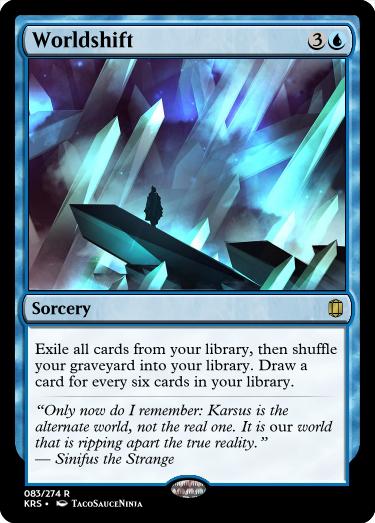 Worldshift 3
Sorcery
Exile all cards from your library, then shuffle
your graveyard into your library. Draw a
card for every six cards in your library.
“Only now do I remember: Karsus is the
alternate world, not the real one. It is our world
that is ripping apart the true reality.”
— Sinifus the Strange
083/274 R
KRS • TacoSauceNinja